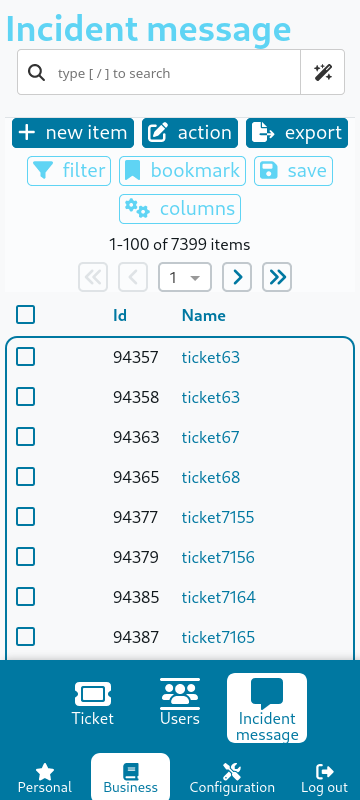 Incident message
type [ / ] to search
new item action export
filter bookmark save
columns
1-100 of 7399 items
1
Id Name
94357 ticket63
94358 ticket63
94363 ticket67
94365 ticket68
94377 ticket7155
94379 ticket7156
94385 ticket7164
94387 ticket7165
Ticket Users Incident
message
Personal Business Configuration Log out